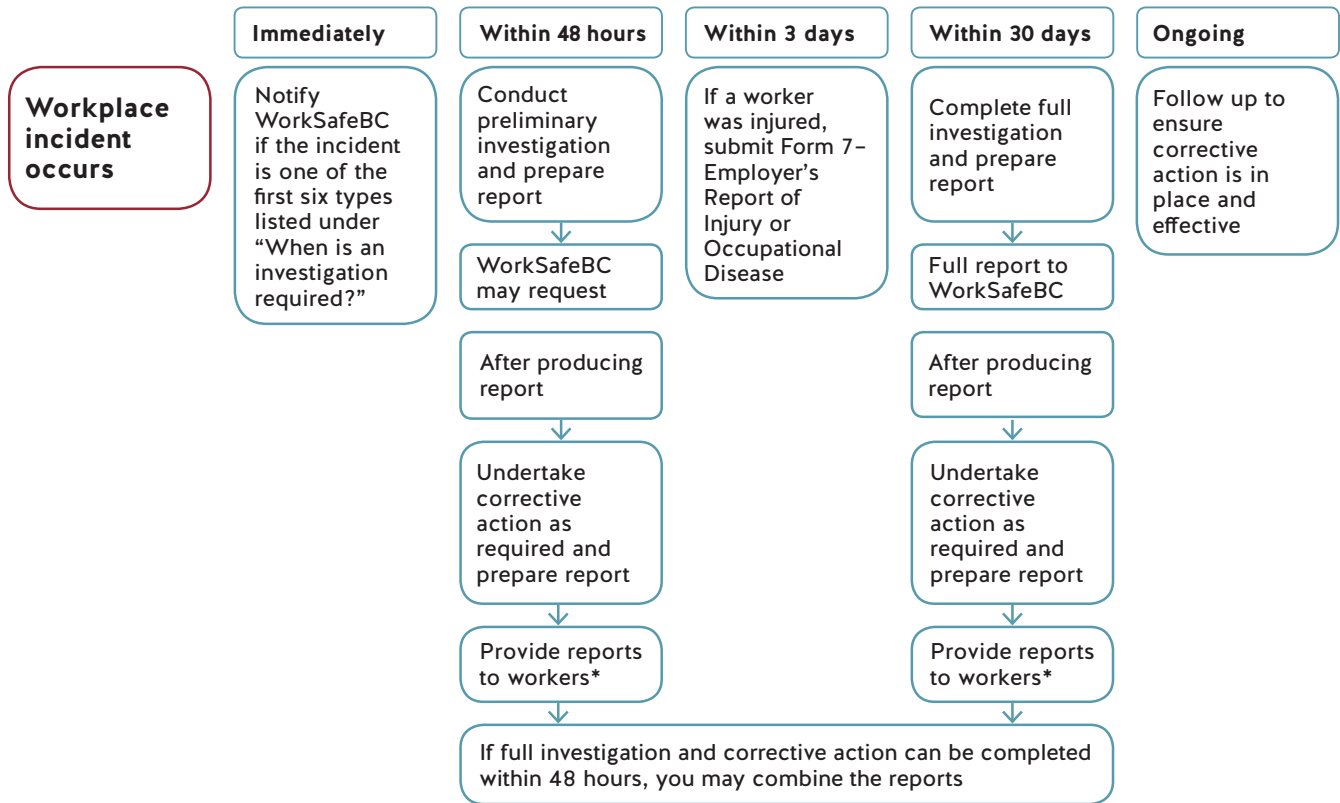 Workplace
incident
occurs
Immediately
Notify
WorkSafeBC
if the incident
is one of the
first six types
listed under
“When is an
investigation
required?”
Within 48 hours
Conduct
preliminary
investigation
and prepare
report
WorkSafeBC
may request
After producing
report
Undertake
corrective
action as
required and
prepare report
Provide reports
to workers*
Within 3 days
If a worker
was injured,
submit Form 7–
Employer’s
Report of
Injury or
Occupational
Disease
Within 30 days
Complete full
investigation
and prepare
report
Full report to
WorkSafeBC
After producing
report
Undertake
corrective
action as
required and
prepare report
Provide reports
to workers*
If full investigation and corrective action can be completed
within 48 hours, you may combine the reports
Ongoing
Follow up to
ensure
corrective
action is in
place and
effective